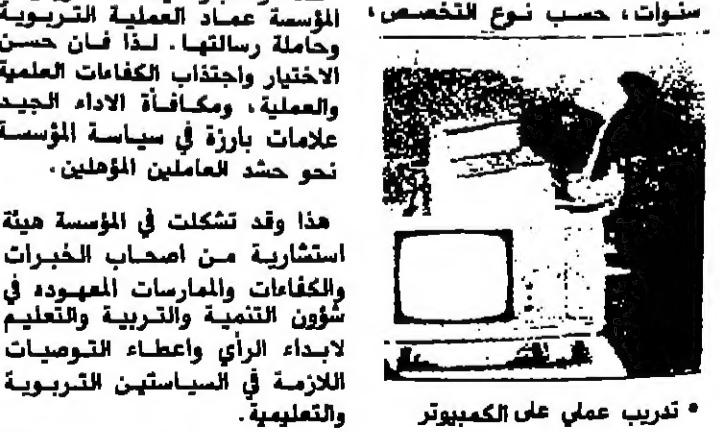 سنوات، حسب نوع التخصص،
• تدريب عملي على الكمبيوتر
المؤسسة عماد العملية التربوية
وحاملة رسالتها. لذا فان حسن
الاختيار واجتذاب الكفاءات العلمية
والعملية، ومكافأة الاداء الجيد
علامات بارزة في سياسة المؤسسة
نحو حشد العاملين المؤهلين.
هذا وقد تشكلت في المؤسسة هيئة
استشارية من اصحاب الخبرات
والكفاءات والممارسات المعهوده في
شؤون التنمية والتربية والتعليم
لابداء الرأي واعطاء التوصيات
اللازمة في السياستين التربوية
والتعليمية.